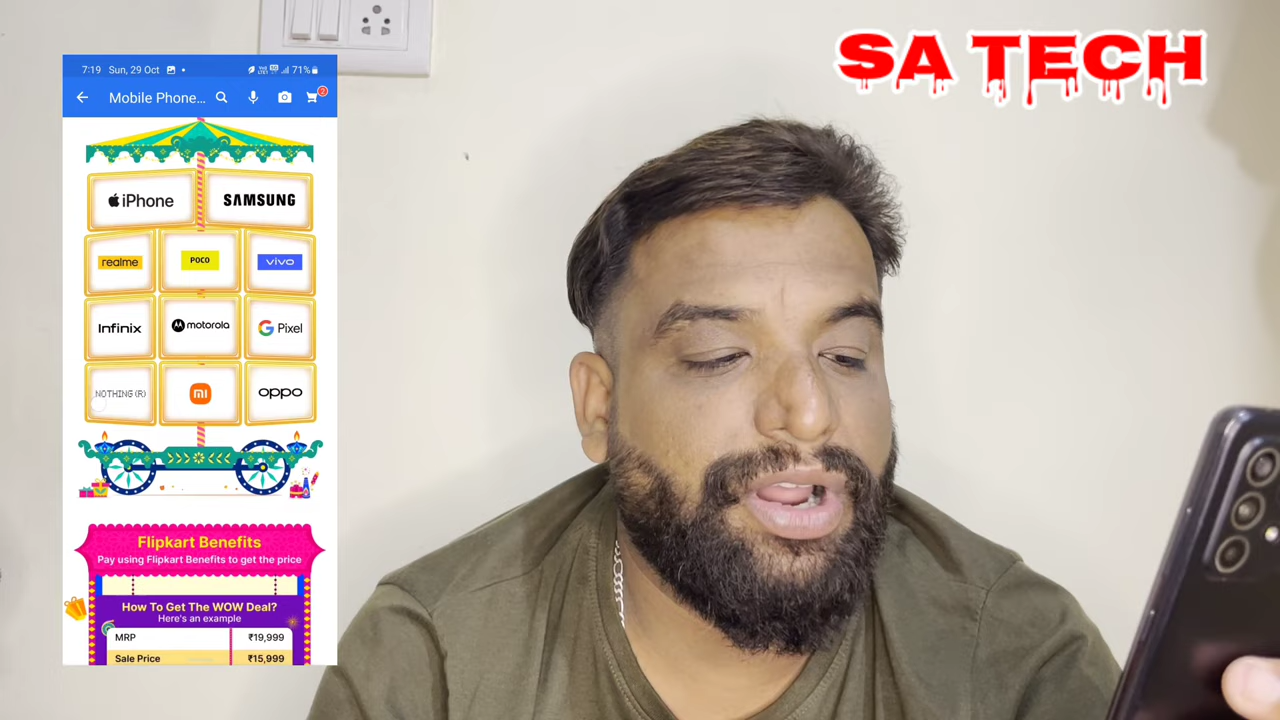 SA TECH
7:19 Sun, 29 Oct 71%
Mobile Phone... 2
iPhone SAMSUNG
realme POCO vivo
Infinix motorola G Pixel
NOTHING (R) mi oppo
Flipkart Benefits
Pay using Flipkart Benefits to get the price
How To Get The WOW Deal?
Here's an example
MRP ₹19,999
Sale Price ₹15,999